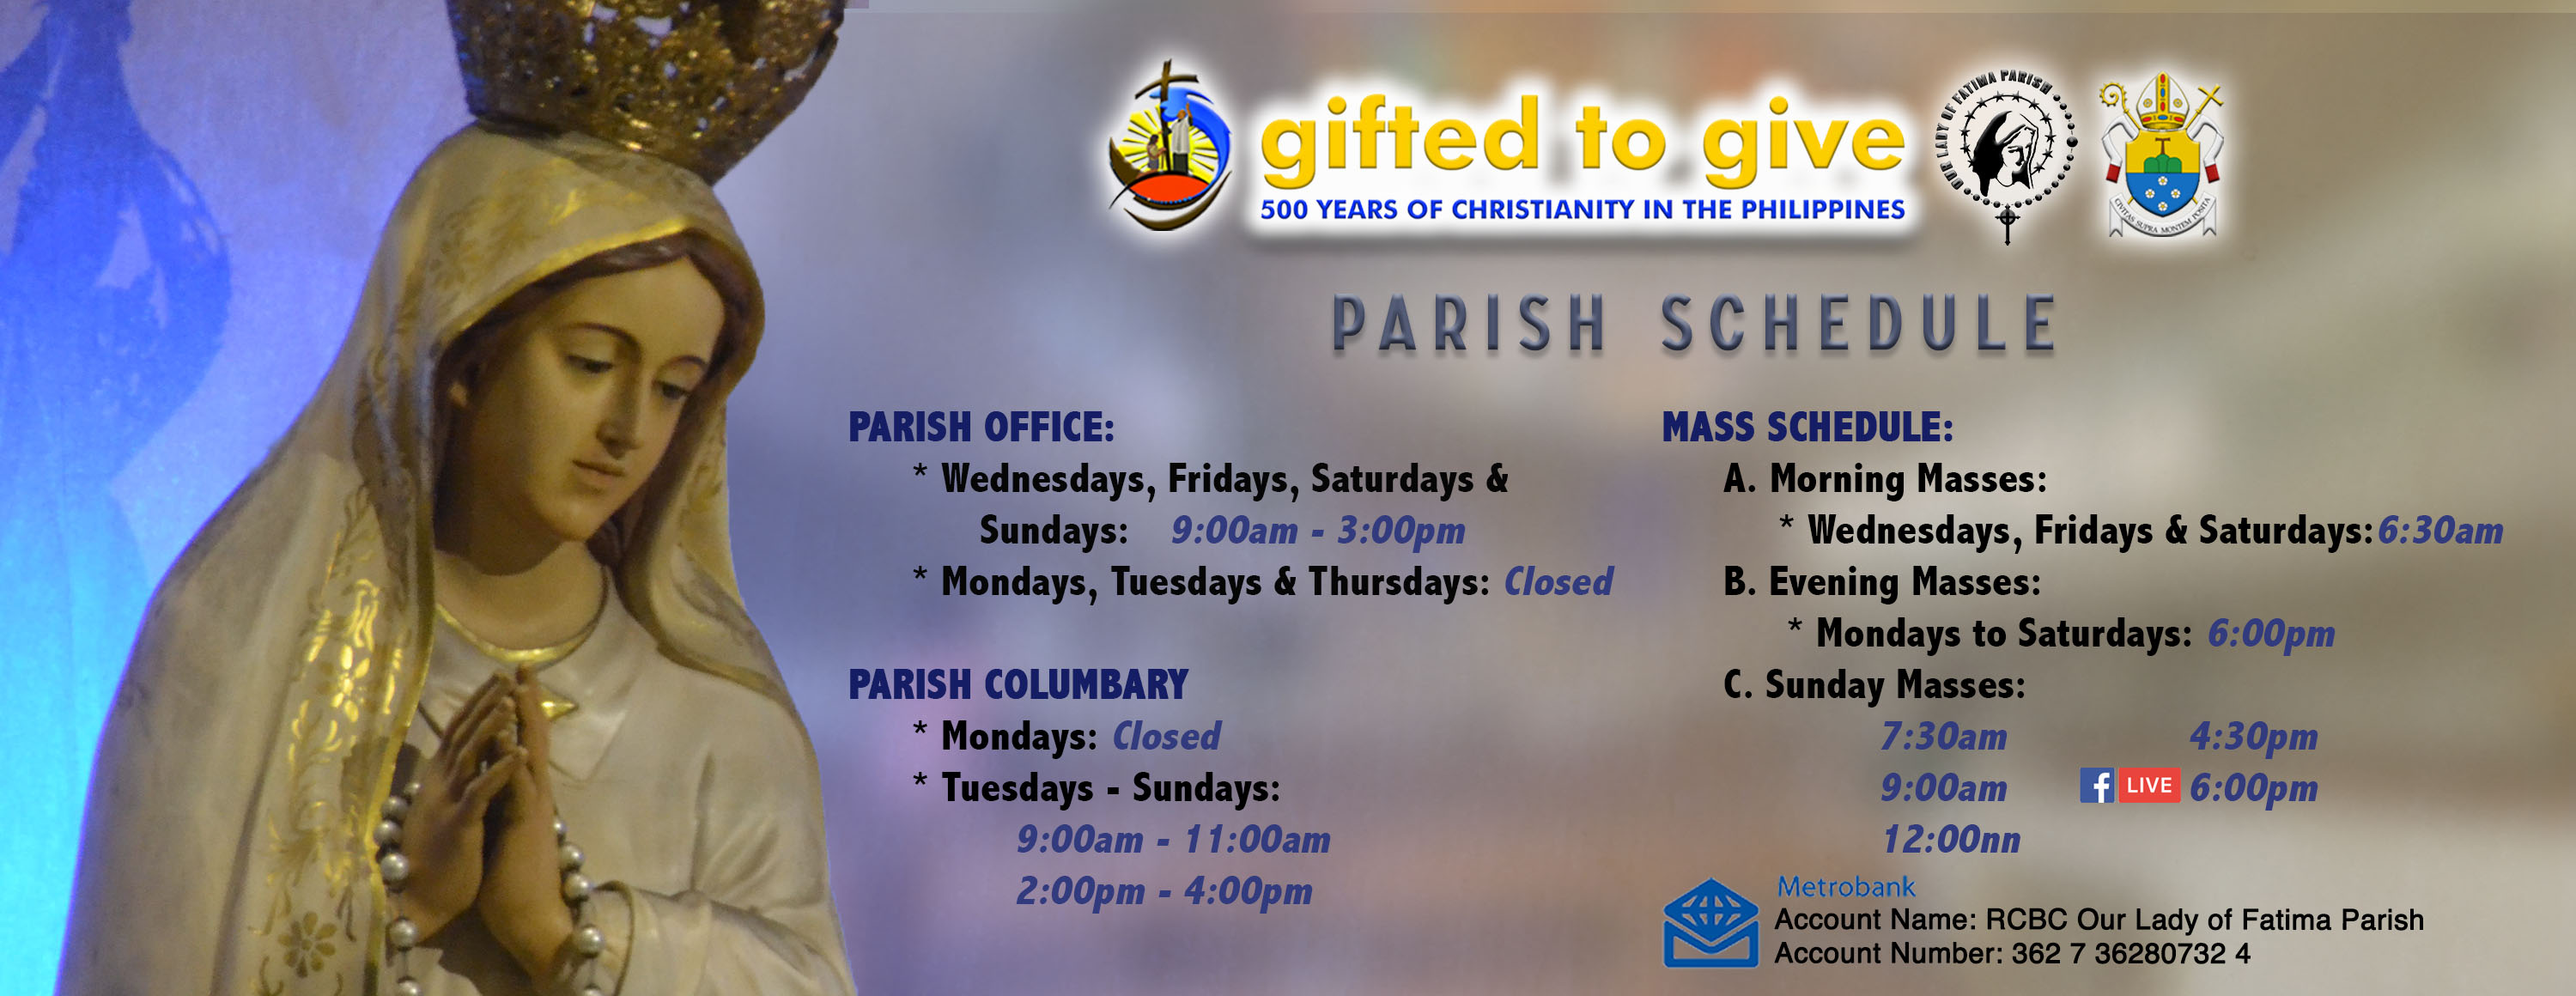 gifted to give
500 YEARS OF CHRISTIANITY IN THE PHILIPPINES
OUR LADY OF FATIMA PARISH
CIVITAS SUPRA MONTEM POSITA
PARISH SCHEDULE
PARISH OFFICE:
* Wednesdays, Fridays, Saturdays &
Sundays: 9:00am - 3:00pm
* Mondays, Tuesdays & Thursdays: Closed
PARISH COLUMBARY
* Mondays: Closed
* Tuesdays - Sundays:
9:00am - 11:00am
2:00pm - 4:00pm
MASS SCHEDULE:
A. Morning Masses:
* Wednesdays, Fridays & Saturdays:6:30am
B. Evening Masses:
* Mondays to Saturdays: 6:00pm
C. Sunday Masses:
7:30am 4:30pm
9:00am f LIVE 6:00pm
12:00nn
Metrobank
Account Name: RCBC Our Lady of Fatima Parish
Account Number: 362 7 36280732 4